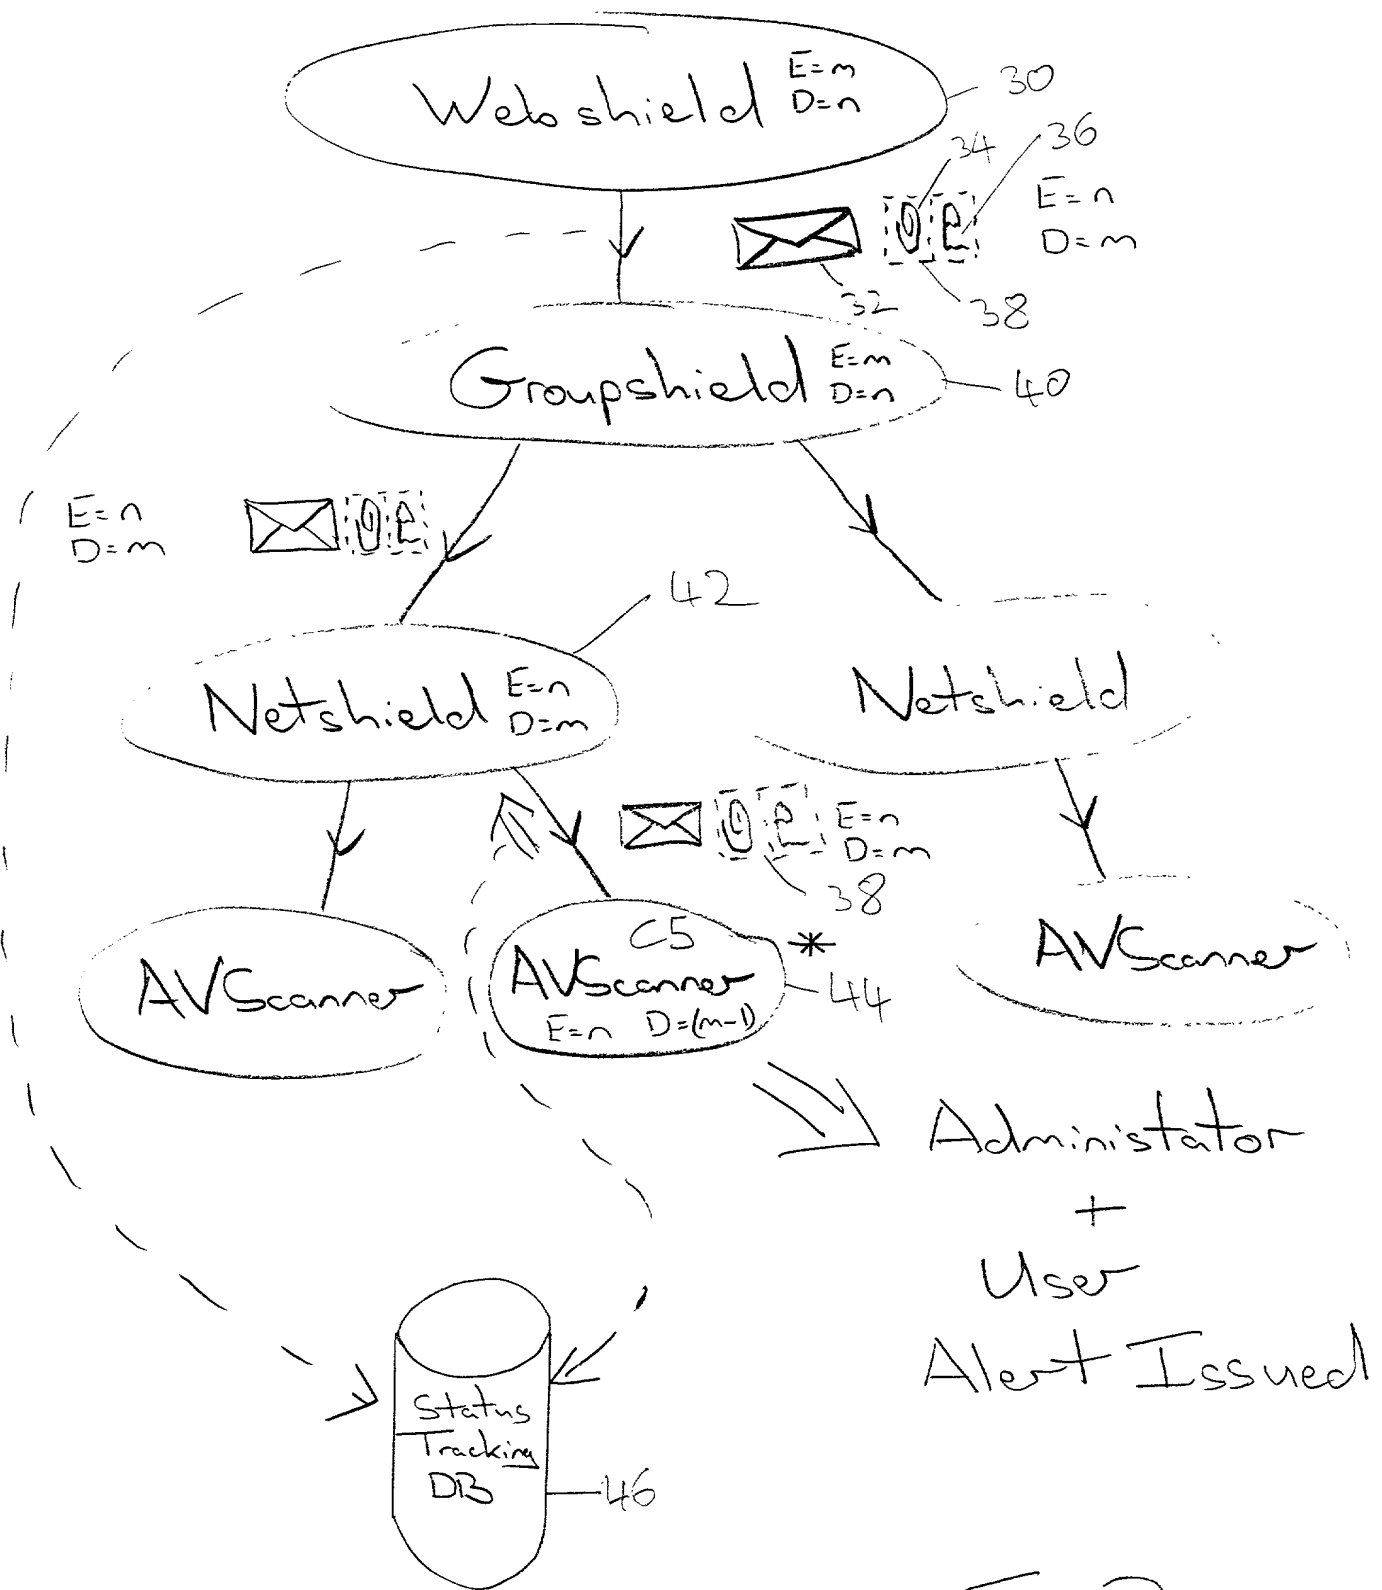 Webshield E=m
D=n
30
34
36
E=n
D=m
32
38
Groupshield E=m
D=n
40
E=n
D=m
42
Netshield E=n
D=m
Netshield
E=n
D=m
38
C5
*
AVScanner
AVScanner
AVScanner
44
E=n D=(m-1)
Administator
+
User
Alert Issued
Status
Tracking
DB
46